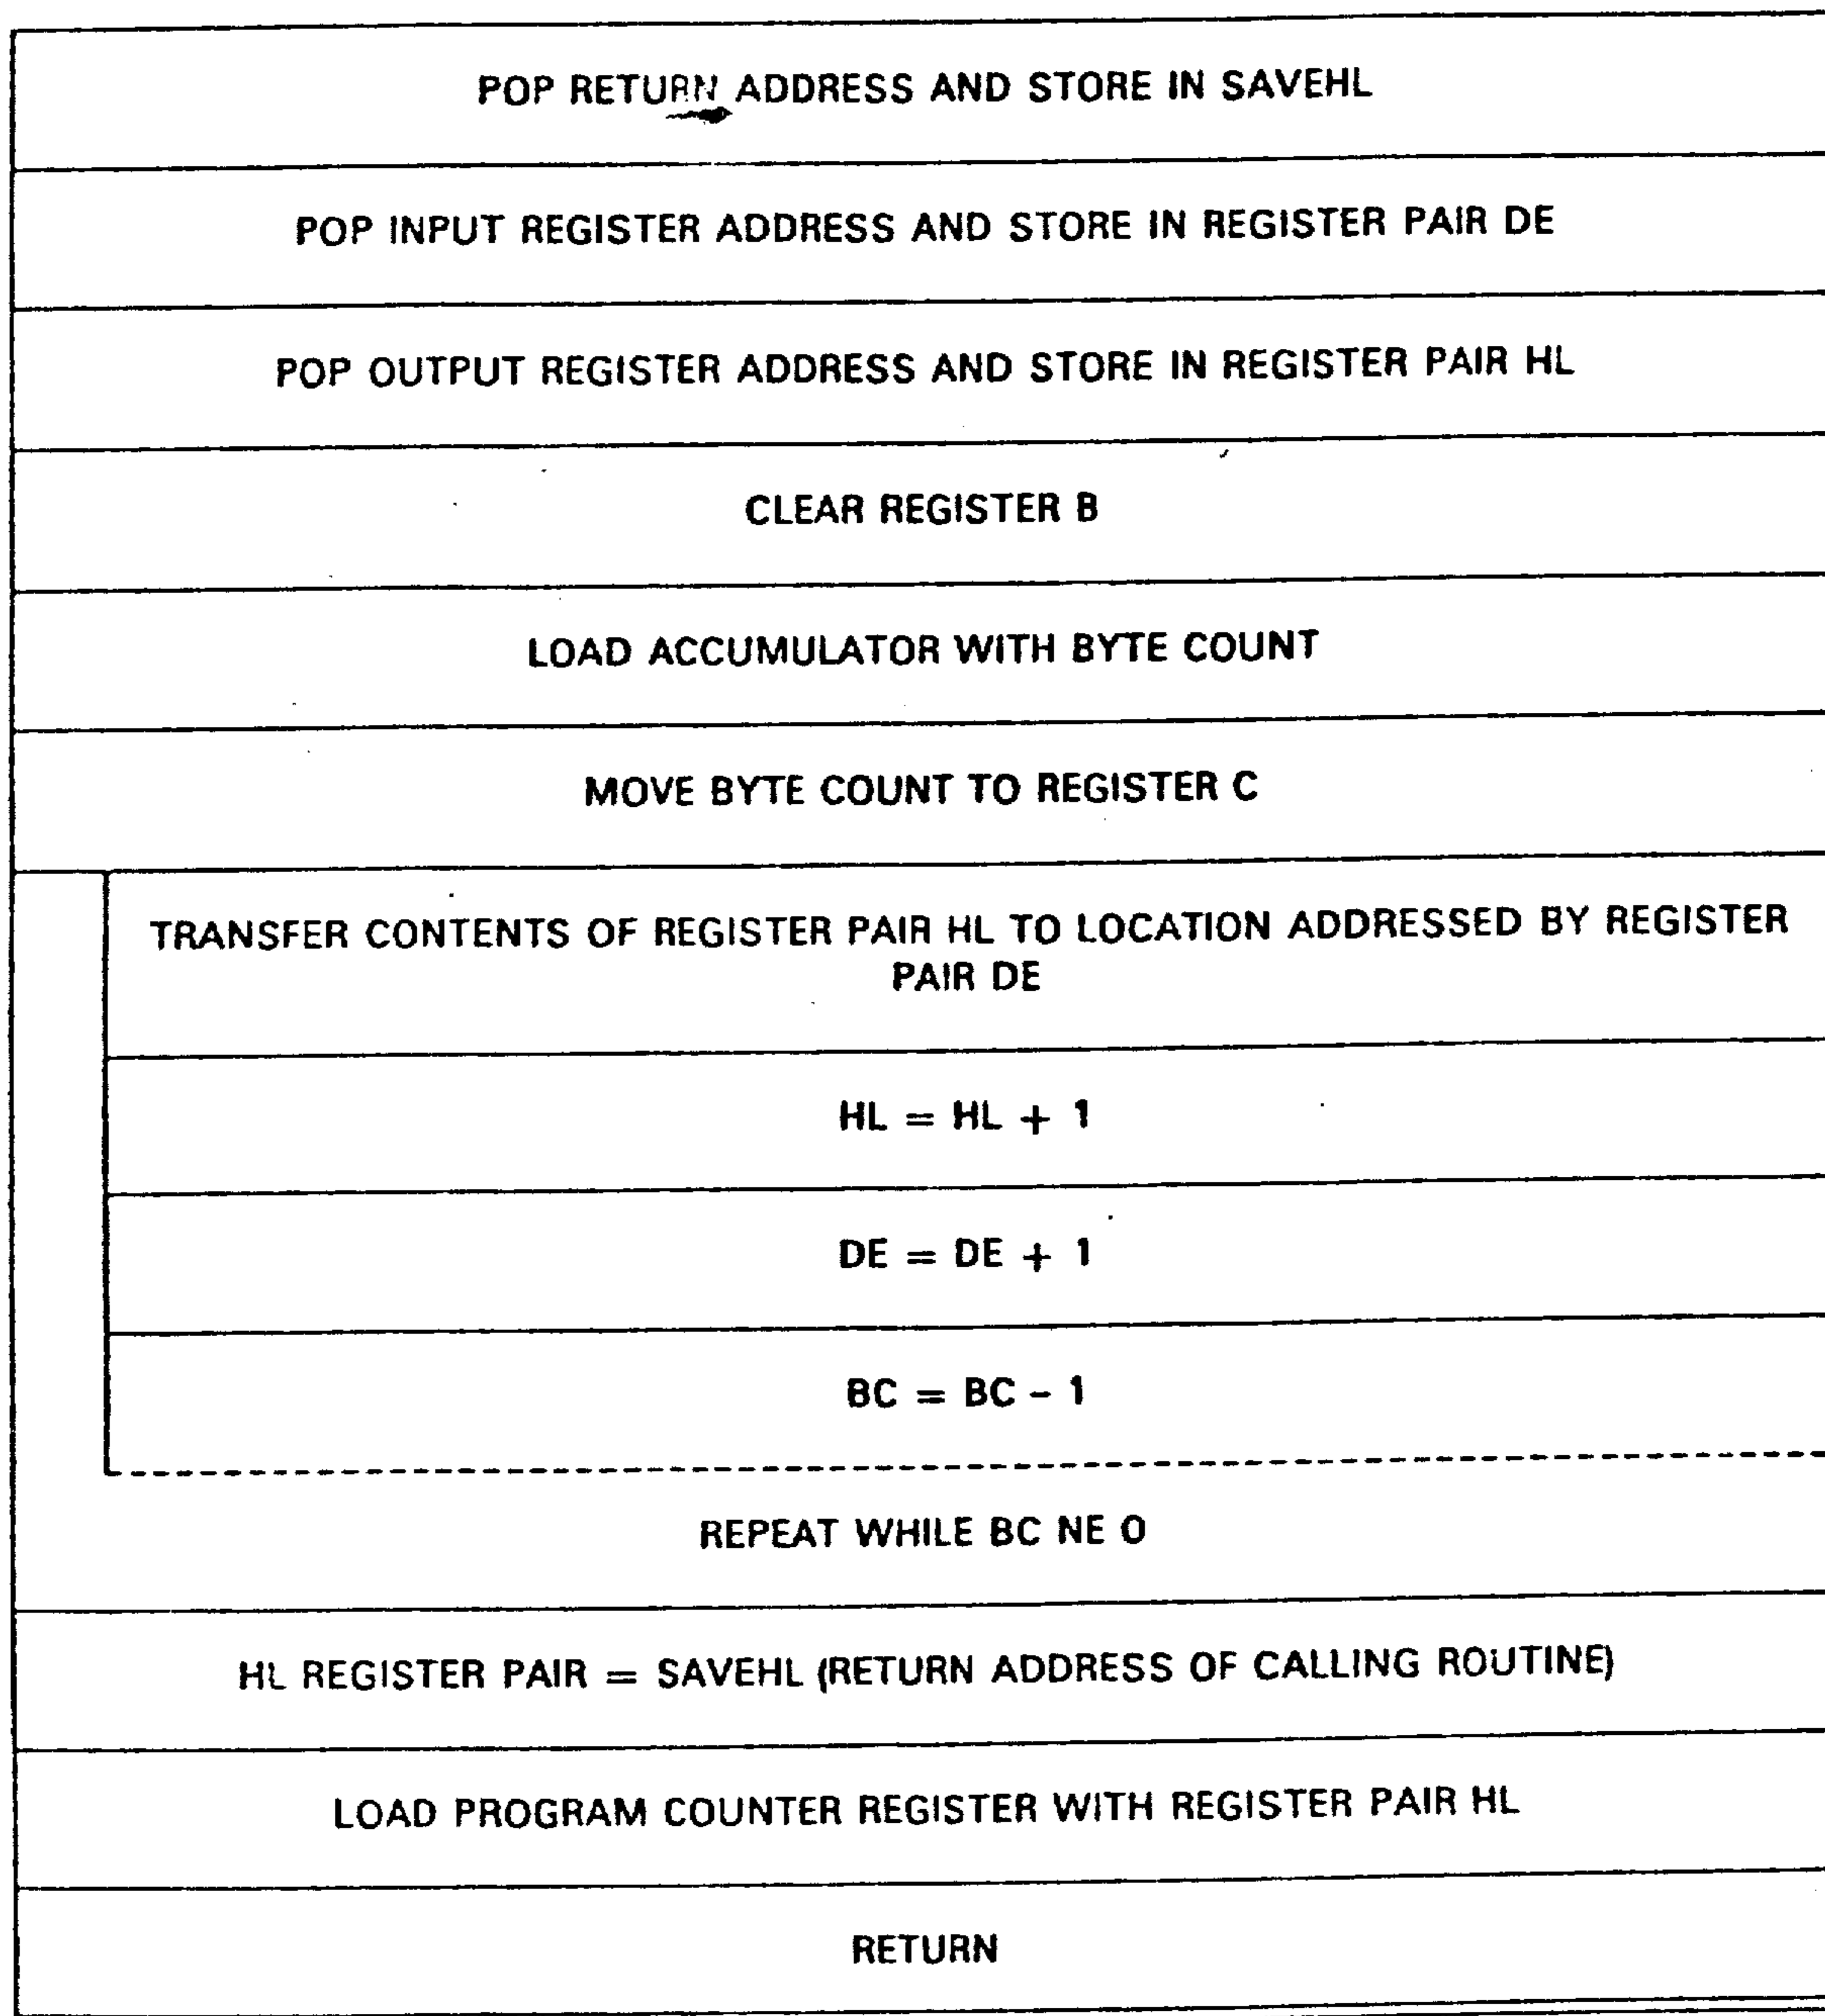 POP RETURN ADDRESS AND STORE IN SAVEHL
POP INPUT REGISTER ADDRESS AND STORE IN REGISTER PAIR DE
POP OUTPUT REGISTER ADDRESS AND STORE IN REGISTER PAIR HL
CLEAR REGISTER B
LOAD ACCUMULATOR WITH BYTE COUNT
MOVE BYTE COUNT TO REGISTER C
TRANSFER CONTENTS OF REGISTER PAIR HL TO LOCATION ADDRESSED BY REGISTER
PAIR DE
HL = HL + 1
DE = DE + 1
BC = BC - 1
REPEAT WHILE BC NE 0
HL REGISTER PAIR = SAVEHL (RETURN ADDRESS OF CALLING ROUTINE)
LOAD PROGRAM COUNTER REGISTER WITH REGISTER PAIR HL
RETURN